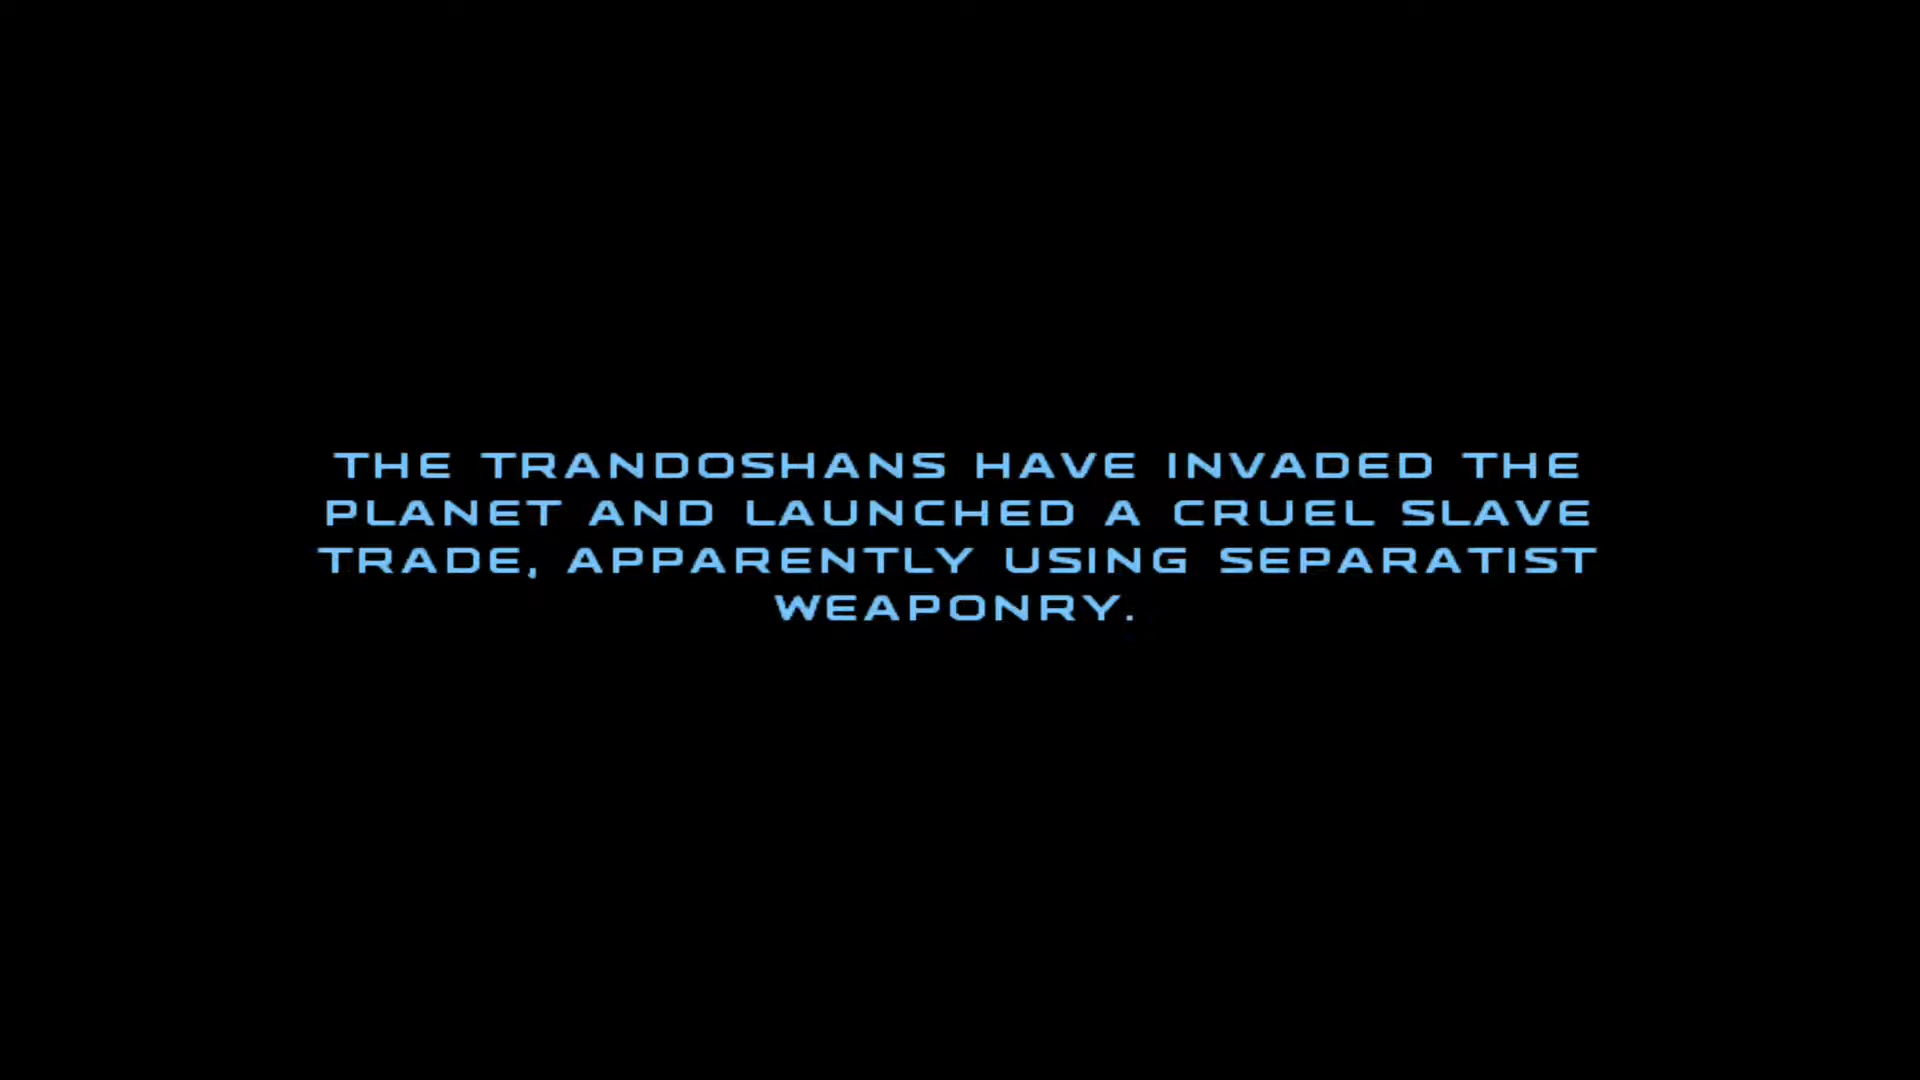 THE TRANDOSHANS HAVE INVADED THE
PLANET AND LAUNCHED A CRUEL SLAVE
TRADE, APPARENTLY USING SEPARATIST
WEAPONRY.